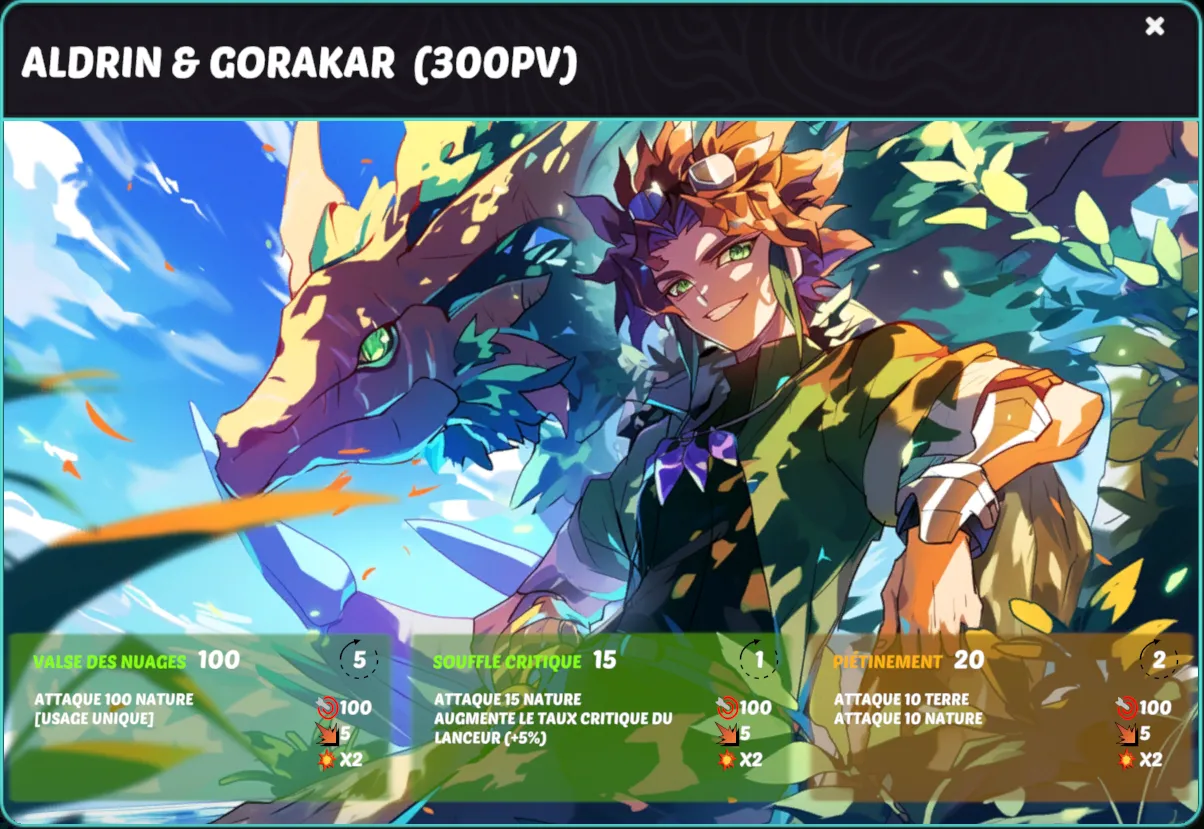 ALDRIN & GORAKAR (300PV)
VALSE DES NUAGES 100
5
ATTAQUE 100 NATURE
[USAGE UNIQUE]
100
5
X2
SOUFFLE CRITIQUE 15
1
ATTAQUE 15 NATURE
AUGMENTE LE TAUX CRITIQUE DU
LANCEUR (+5%)
100
5
X2
PIÉTINEMENT 20
2
ATTAQUE 10 TERRE
ATTAQUE 10 NATURE
100
5
X2